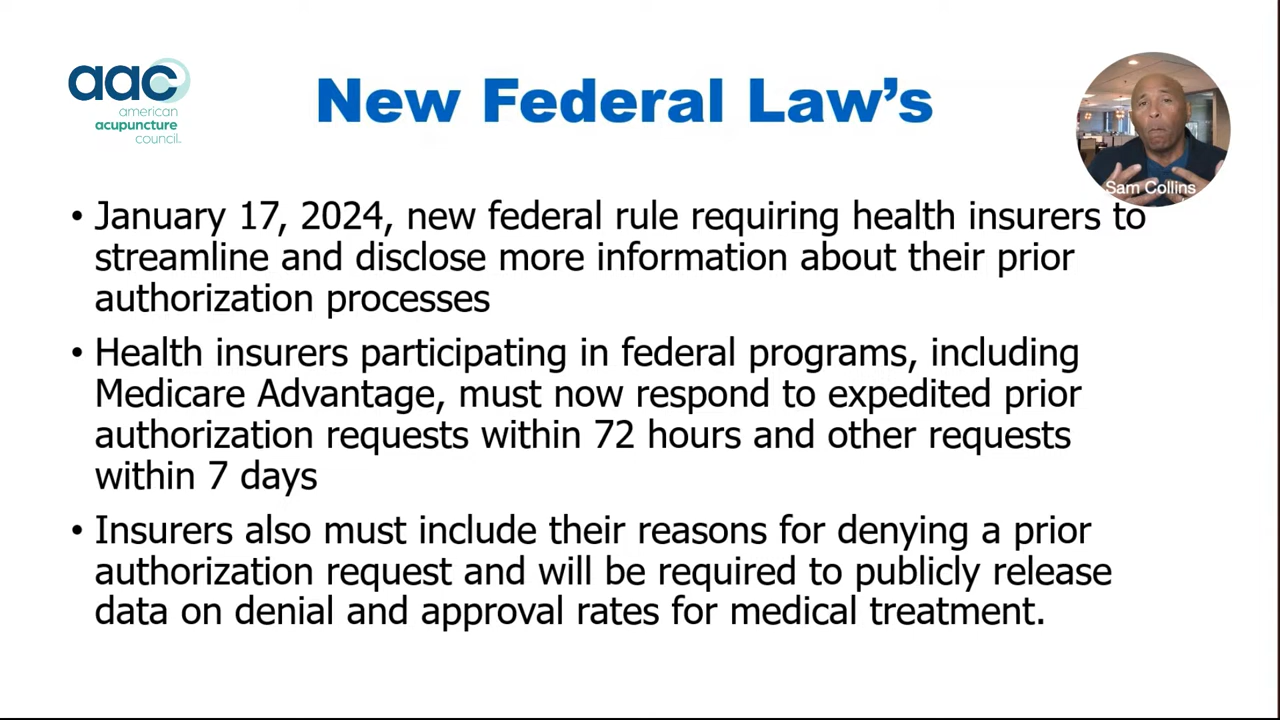 aac
american
acupuncture
council
New Federal Law's
Sam Collins
• January 17, 2024, new federal rule requiring health insurers to
streamline and disclose more information about their prior
authorization processes
• Health insurers participating in federal programs, including
Medicare Advantage, must now respond to expedited prior
authorization requests within 72 hours and other requests
within 7 days
• Insurers also must include their reasons for denying a prior
authorization request and will be required to publicly release
data on denial and approval rates for medical treatment.